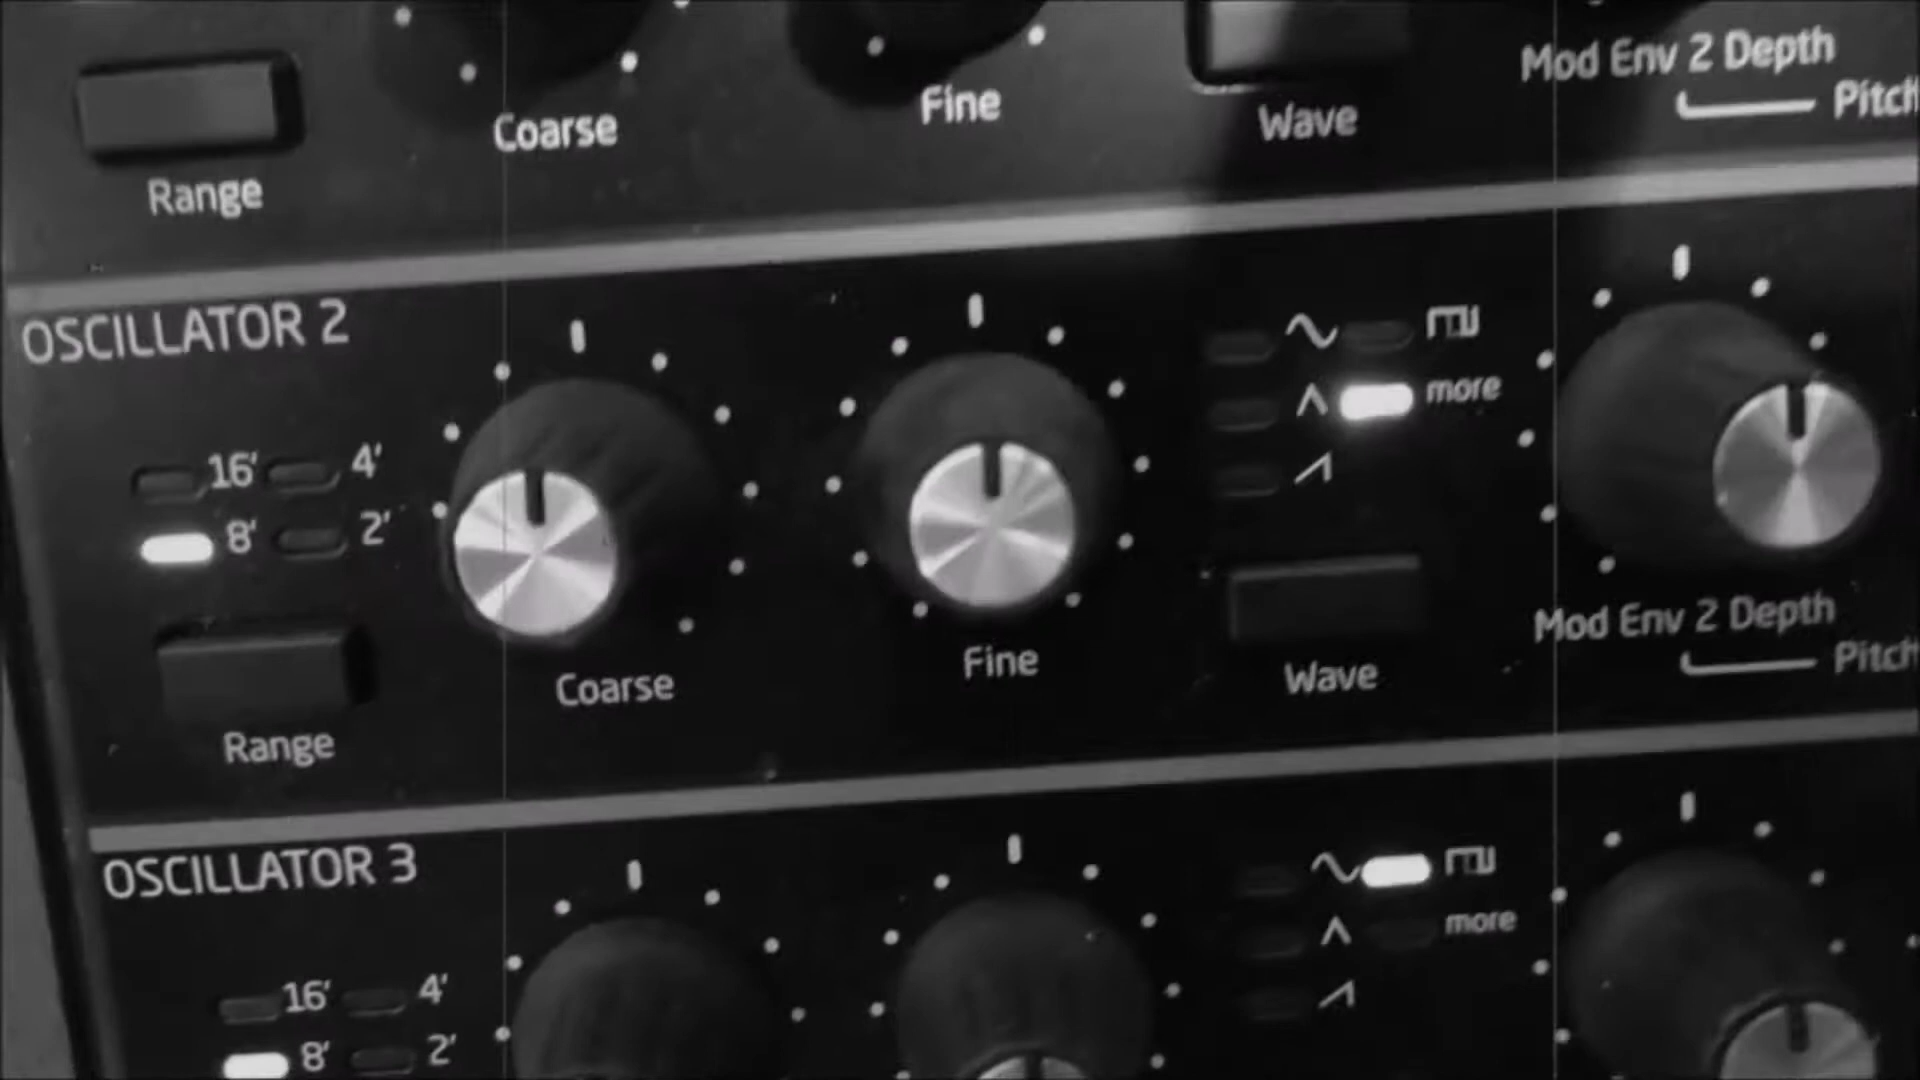 Mod Env 2 Depth
Coarse
Fine
Wave
Pitch
Range
OSCILLATOR 2
more
16' 4'
8' 2'
Mod Env 2 Depth
Coarse
Fine
Wave
Pitch
Range
OSCILLATOR 3
more
16' 4'
8' 2'